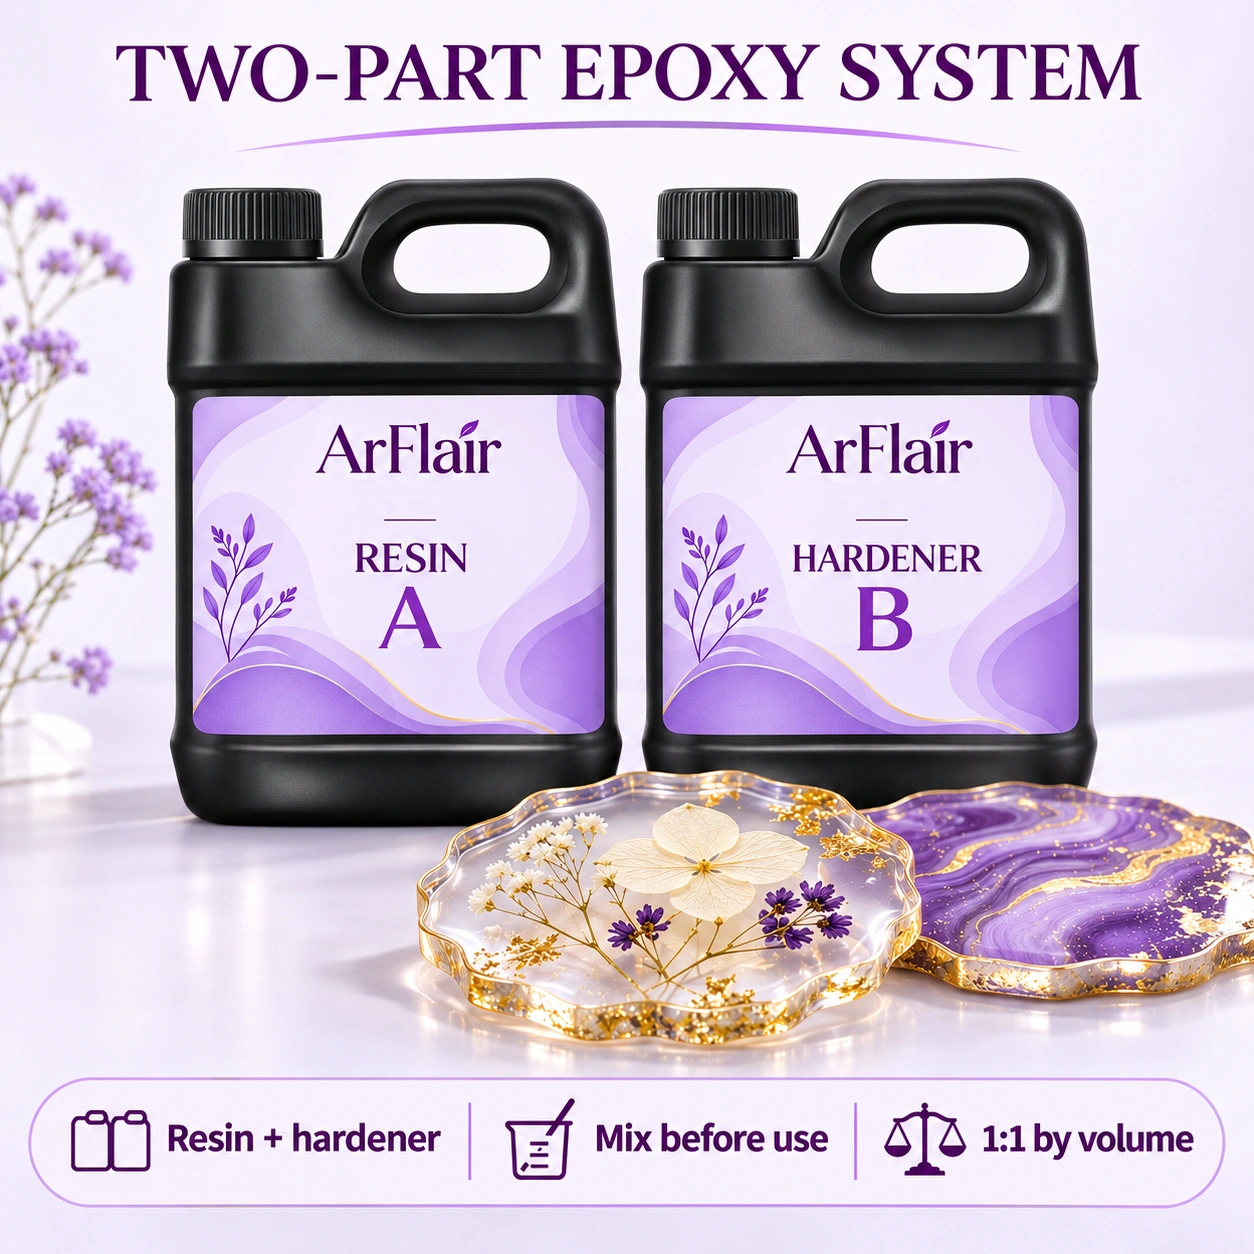 TWO-PART EPOXY SYSTEM
ArFlair
RESIN
A
ArFlair
HARDENER
B
Resin + hardener
Mix before use
1:1 by volume